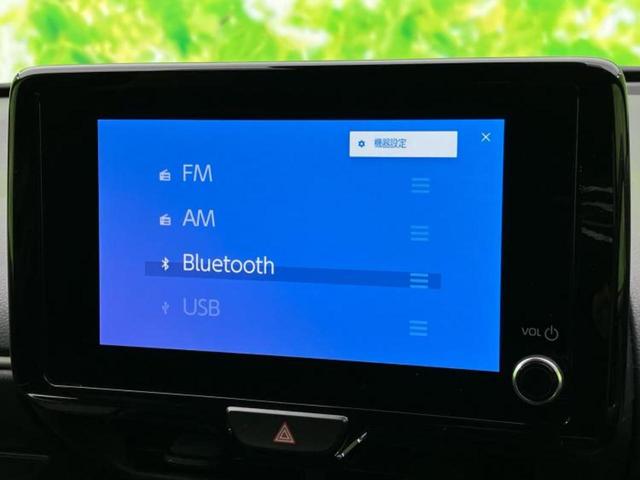 機器設定
FM
AM
Bluetooth
USB
VOL